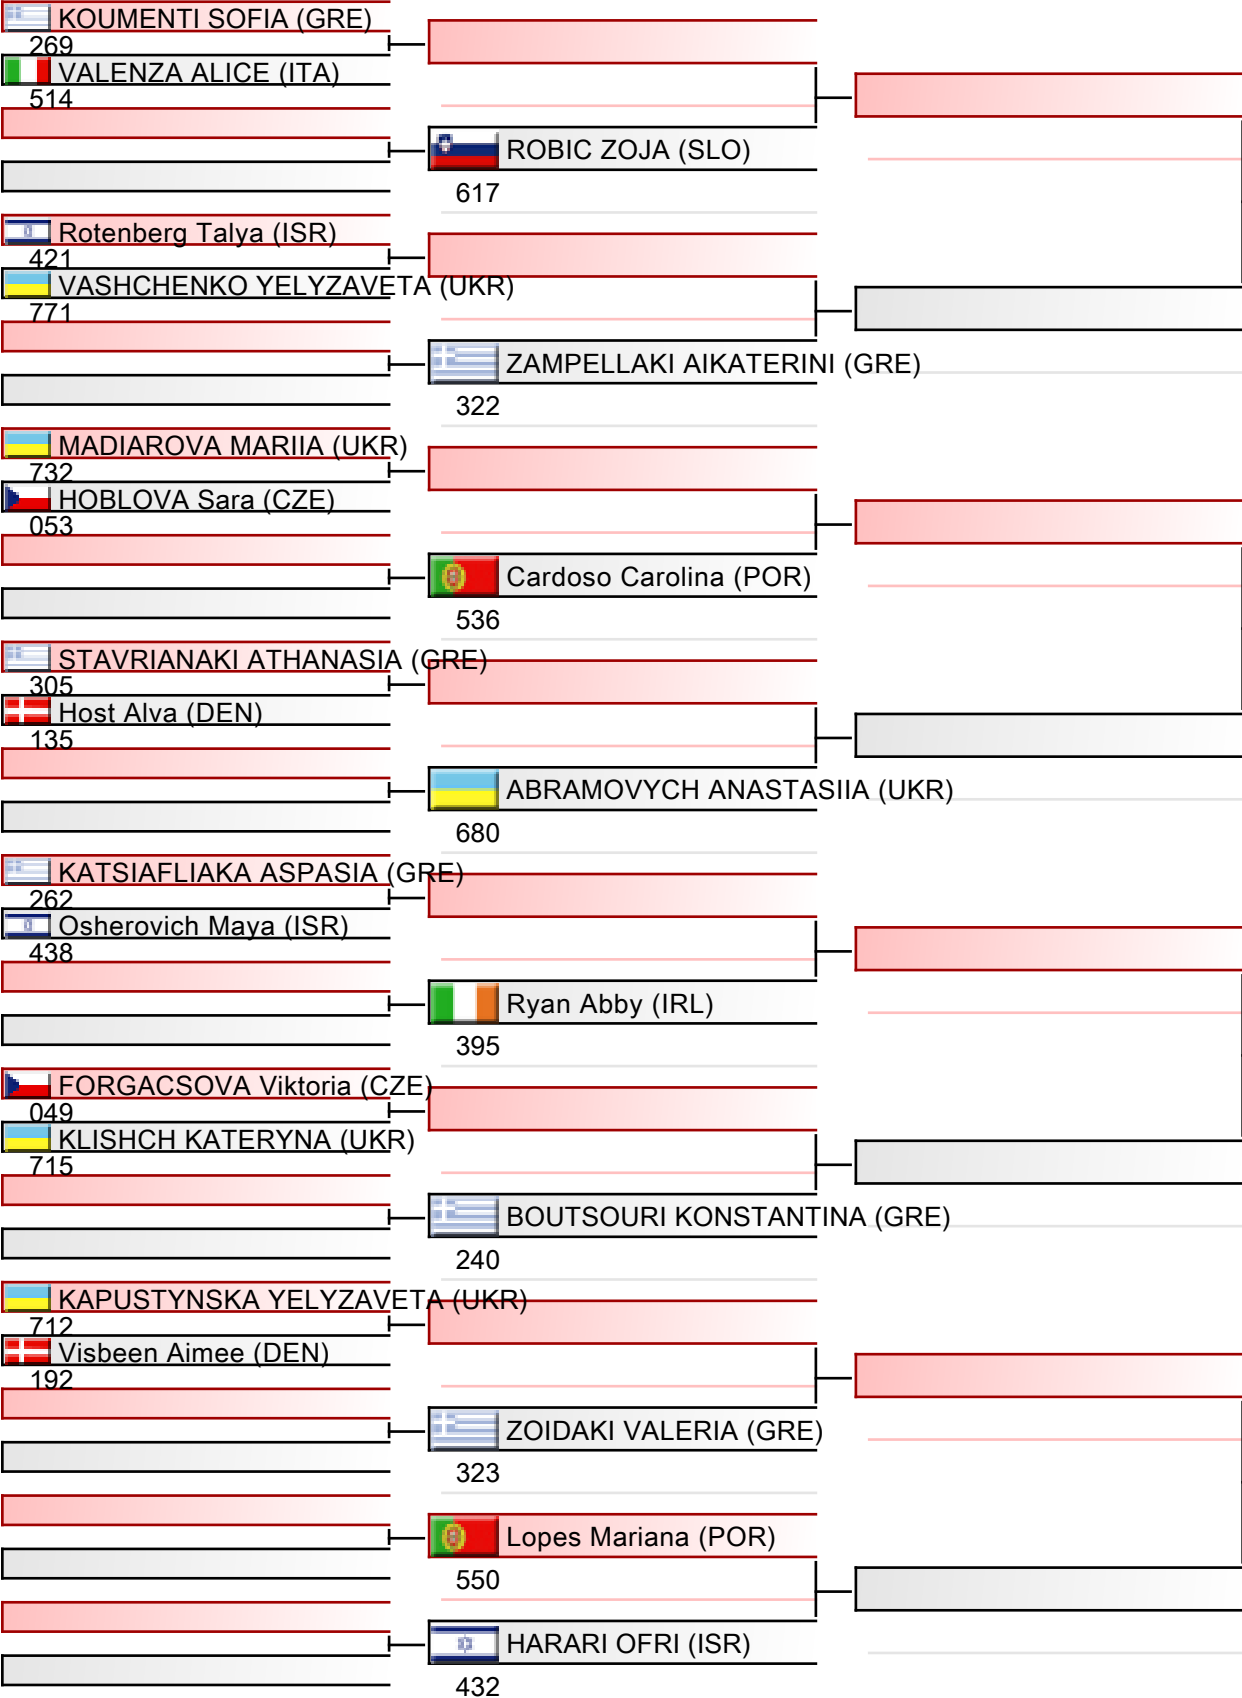 KOUMENTI SOFIA (GRE)
269
VALENZA ALICE (ITA)
514
ROBIC ZOJA (SLO)
617
Rotenberg Talya (ISR)
421
VASHCHENKO YELYZAVETA (UKR)
771
ZAMPELLAKI AIKATERINI (GRE)
322
MADIAROVA MARIIA (UKR)
732
HOBLOVA Sara (CZE)
053
Cardoso Carolina (POR)
536
STAVRIANAKI ATHANASIA (GRE)
305
Host Alva (DEN)
135
ABRAMOVYCH ANASTASIIA (UKR)
680
KATSIAFLIAKA ASPASIA (GRE)
262
Osherovich Maya (ISR)
438
Ryan Abby (IRL)
395
FORGACSOVA Viktoria (CZE)
049
KLISHCH KATERYNA (UKR)
715
BOUTSOURI KONSTANTINA (GRE)
240
KAPUSTYNSKA YELYZAVETA (UKR)
712
Visbeen Aimee (DEN)
192
ZOIDAKI VALERIA (GRE)
323
Lopes Mariana (POR)
550
HARARI OFRI (ISR)
432